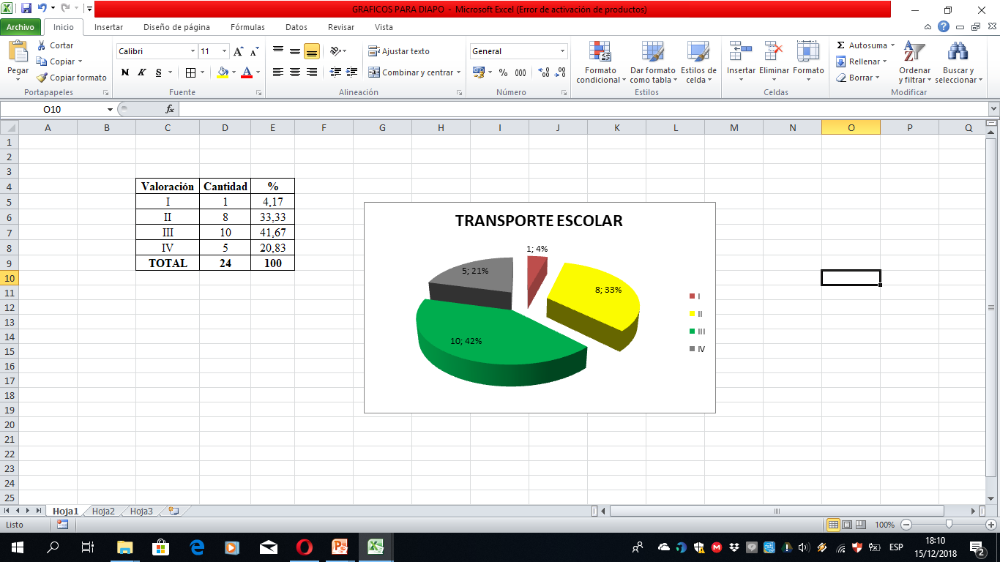 GRAFICOS PARA DIAPO - Microsoft Excel (Error de activación de productos)
Archivo Inicio Insertar Diseño de página Fórmulas Datos Revisar Vista
Pegar
Cortar
Copiar
Copiar formato
Portapapeles
Calibri 11
N K S
Fuente
Ajustar texto
Combinar y centrar
Alineación
General
% 000
Número
Formato condicional
Dar formato como tabla
Estilos de celda
Estilos
Insertar Eliminar Formato
Celdas
Autosuma
Rellenar
Borrar
Ordenar y filtrar
Buscar y seleccionar
Modificar
O10 fx
A B C D E F G H I J K L M N O P Q
1
2
3
4
5
6
7
8
9
10
11
12
13
14
15
16
17
18
19
20
21
22
23
24
25
Valoración Cantidad %
I 1 4,17
II 8 33,33
III 10 41,67
IV 5 20,83
TOTAL 24 100
TRANSPORTE ESCOLAR
1; 4%
5; 21%
8; 33%
10; 42%
I
II
III
IV
Hoja1 Hoja2 Hoja3
Listo 100%
ESP
18:10
15/12/2018
2